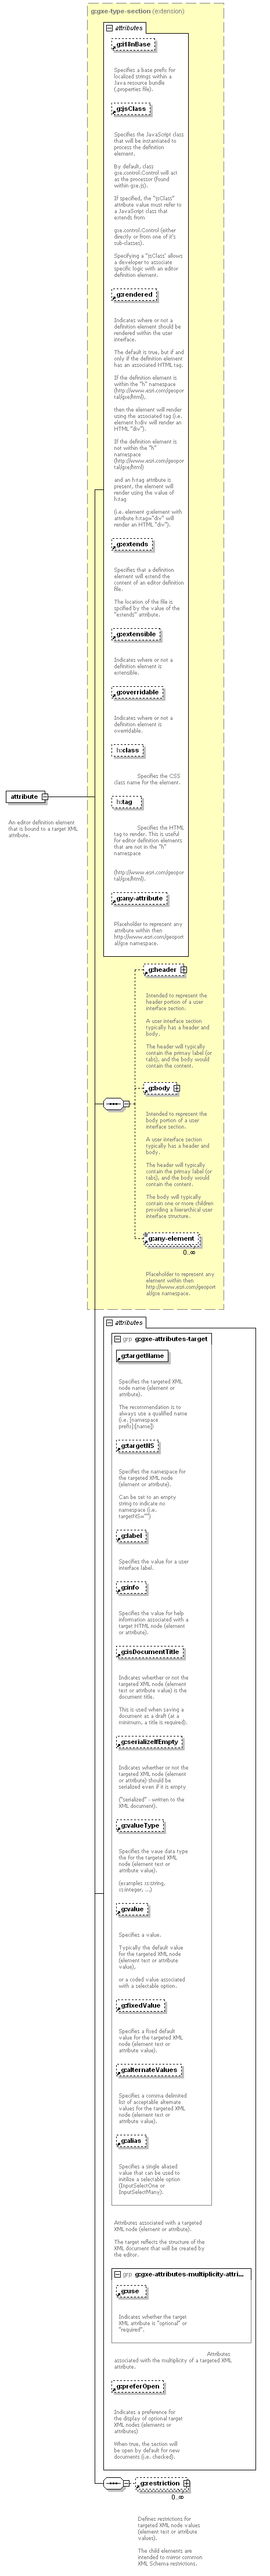 g:gxe-type-section (extension)
attributes
g:i18nBase
Specifies a base prefix for
localized strings within a
Java resource bundle
(.properties file).
g:jsClass
Specifies the JavaScript class
that will be instantiated to
process the definition
element.
By default, class
gxe.control.Control will act
as the processor (found
within gxe.js).
If specified, the "jsClass"
attribute value must refer to
a JavaScript class that
extends from
gxe.control.Control (either
directly or from one of it's
sub-classes).
Specifying a "jsClass' allows
a developer to associate
specific logic with an editor
definition element.
g:rendered
Indicates where or not a
definition element should be
rendered within the user
interface.
The default is true, but if and
only if the definition element
has an associated HTML tag.
If the definition element is
within the "h" namespace
(http://www.esri.com/geopor
tal/gxe/html),
then the element will render
using the associated tag (i.e.
element h:div will render an
HTML "div").
If the definition element is
not within the "h"
namespace
(http://www.esri.com/geopor
tal/gxe/html)
and an h:tag attribute is
present, the element will
render using the value of
h:tag
(i.e. element g:element with
attribute h:tag="div" will
render an HTML "div").
g:extends
Specifies that a definition
element will extend the
content of an editor definition
file.
The location of the file is
spcified by the value of the
"extends" attribute.
g:extensible
Indicates where or not a
definition element is
extensible.
g:overridable
Indicates where or not a
definition element is
overridable.
h:class
Specifies the CSS
class name for the element.
attribute
An editor definition element
that is bound to a target XML
attribute.
h:tag
Specifies the HTML
tag to render. This is useful
for editor definition elements
that are not in the "h"
namespace
(http://www.esri.com/geopor
tal/gxe/html).
g:any-attribute
Placeholder to represent any
attribute within then
http://www.esri.com/geoport
al/gxe namespace.
g:header
Intended to represent the
header portion of a user
interface section.
A user interface section
typically has a header and
body.
The header will typically
contain the primary label (or
tabs), and the body would
contain the content.
g:body
Intended to represent the
body portion of a user
interface section.
A user interface section
typically has a header and
body.
The header will typically
contain the primary label (or
tabs), and the body would
contain the content.
The body will typically
contain one or more children
providing a hierarchical user
interface structure.
g:any-element
0..∞
Placeholder to represent any
element within then
http://www.esri.com/geoport
al/gxe namespace.
attributes
grp g:gxe-attributes-target
g:targetName
Specifies the targeted XML
node name (element or
attribute).
The recommendation is to
always use a qualified name
(i.e. [namespace
prefix]:[name])
g:targetNS
Specifies the namespace for
the targeted XML node
(element or attribute).
Can be set to an empty
string to indicate no
namespace (i.e.
targetNS="")
g:label
Specifies the value for a user
interface label.
g:info
Specifies the value for help
information associated with a
target HTML node (element
or attribute).
g:isDocumentTitle
Indicates wherther or not the
targeted XML node (element
text or attribute value) is the
document title.
This is used when saving a
document as a draft (at a
minimum, a title is required).
g:serializeIfEmpty
Indicates whether or not the
targeted XML node (element
or attribute) should be
serialized even if it is empty.
("serialized" - written to the
XML document).
g:valueType
Specifies the vaue data type
the for the targeted XML
node (element text or
attribute value).
(examples xs:string,
xs:integer, ...)
g:value
Specifies a value.
Typically the default value
for the targeted XML node
(element text or attribute
value),
or a coded value associated
with a selectable option.
g:fixedValue
Specifies a fixed default
value for the targeted XML
node (element text or
attribute value).
g:alternateValues
Specifies a comma delimited
list of acceptable alternate
values for the targeted XML
node (element text or
attribute value).
g:alias
Specifies a single aliased
value that can be used to
initilize a selectable option
(InputSelectOne or
InputSelectMany).
Attributes associated with a targeted
XML node (element or attribute).
The target reflects the structure of the
XML document that will be created by
the editor.
grp g:gxe-attributes-multiplicity-attri...
g:use
Indicates whether the target
XML attribute is "optional" or
"required".
Attributes
associated with the multiplicity of a targeted XML
attribute.
g:preferOpen
Indicates a preference for
the display of optional target
XML nodes (elements or
attributes)
When true, the section will
be open by default for new
documents (i.e. checked).
g:restriction
0..∞
Defines restrictions for
targeted XML node values
(element text or attribute
values).
The child elements are
intended to mirror common
XML Schema restrictions.